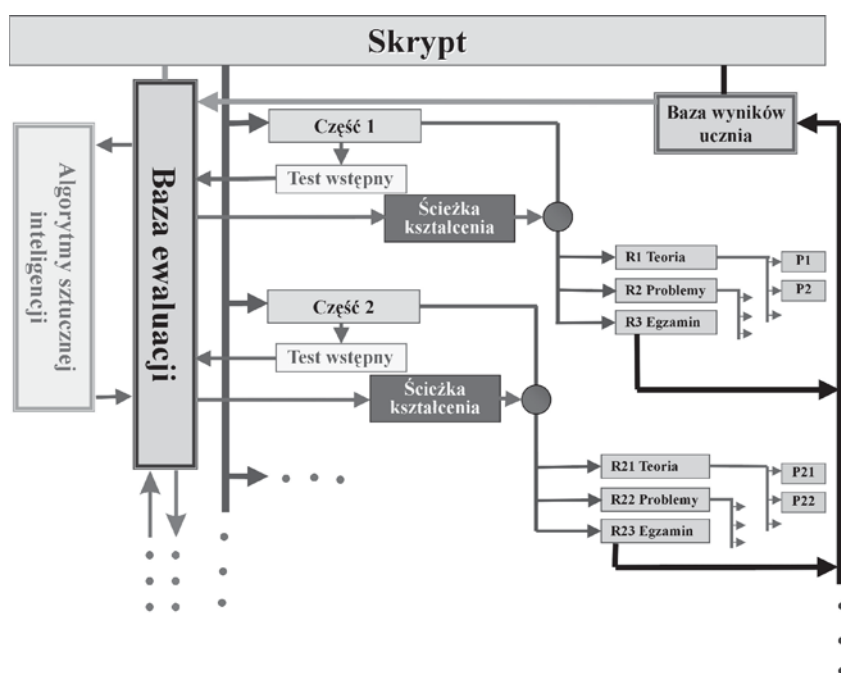 Skrypt
Baza wyników
ucznia
Część 1
Test wstępny
Ścieżka
kształcenia
Algorytmy sztucznej
inteligencji
Baza ewaluacji
R1 Teoria
P1
R2 Problemy
P2
R3 Egzamin
Część 2
Test wstępny
Ścieżka
kształcenia
R21 Teoria
P21
R22 Problemy
P22
R23 Egzamin